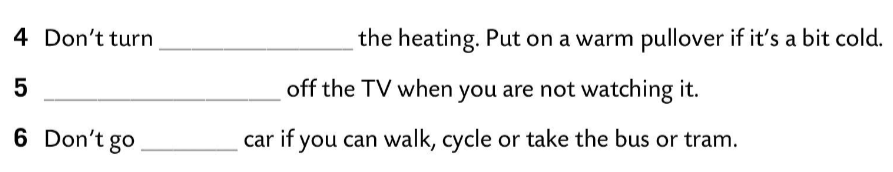 4 Don't turn _______________ the heating. Put on a warm pullover if it's a bit cold.
5 __________________ off the TV when you are not watching it.
6 Don't go _______ car if you can walk, cycle or take the bus or tram.